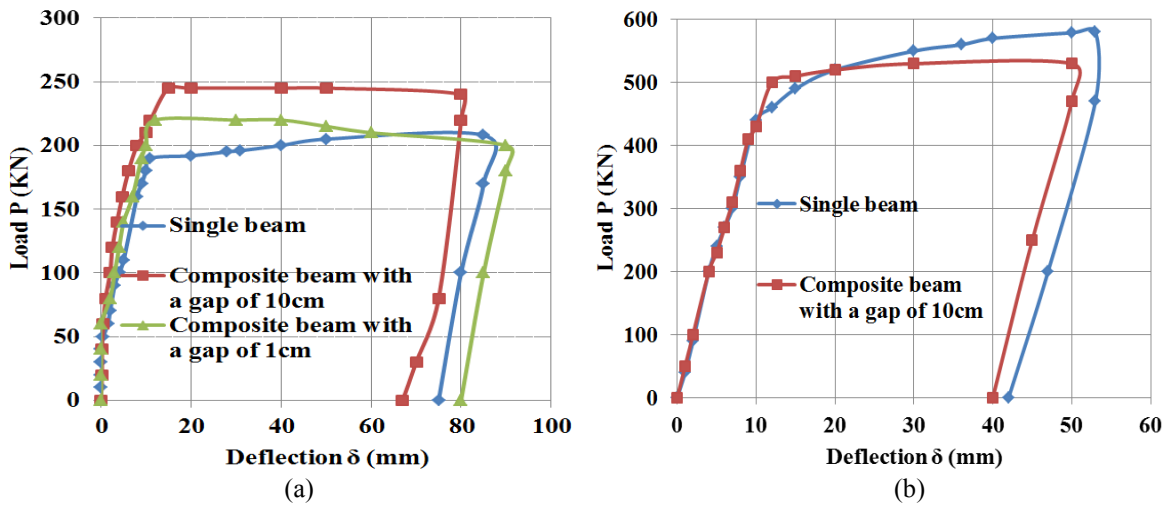 300
250
200
150
100
50
0
Load P (KN)
Single beam
Composite beam with
a gap of 10cm
Composite beam with
a gap of 1cm
0 20 40 60 80 100
Deflection δ (mm)
(a)
600
500
400
300
200
100
0
Load P (KN)
Single beam
Composite beam
with a gap of 10cm
0 10 20 30 40 50 60
Deflection δ (mm)
(b)